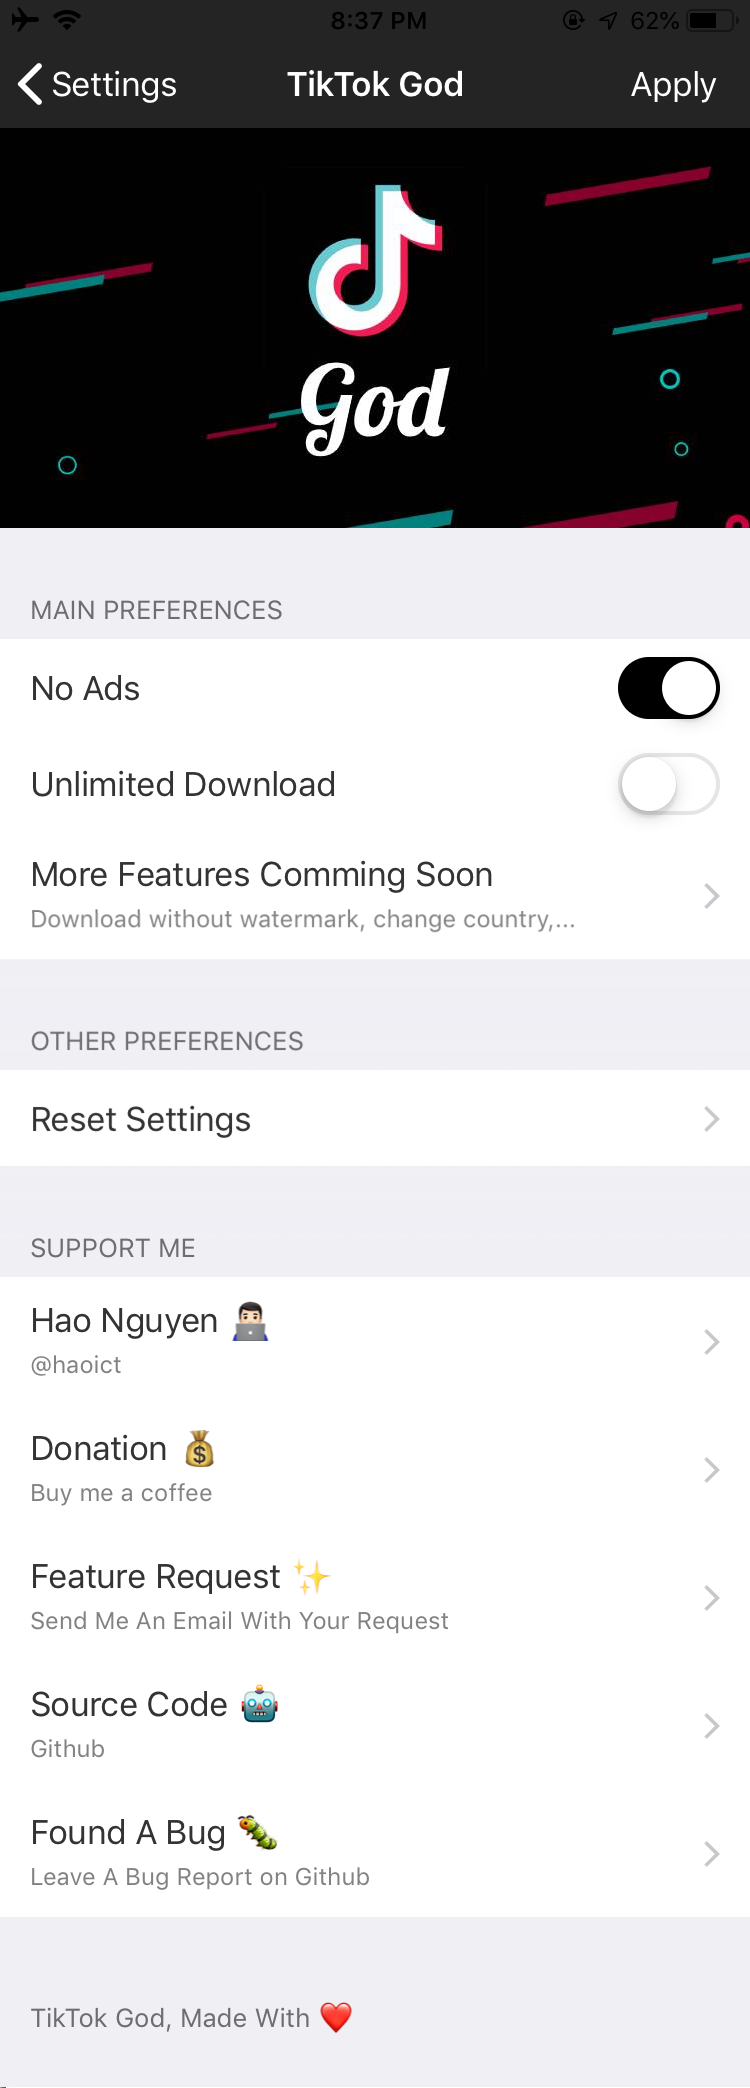 8:37 PM 62%
Settings TikTok God Apply
God
MAIN PREFERENCES
No Ads
Unlimited Download
More Features Comming Soon
Download without watermark, change country,...
OTHER PREFERENCES
Reset Settings
SUPPORT ME
Hao Nguyen 👨🏻‍💻
@haoict
Donation 💰
Buy me a coffee
Feature Request ✨
Send Me An Email With Your Request
Source Code 🤖
Github
Found A Bug 🐛
Leave A Bug Report on Github
TikTok God, Made With ❤️